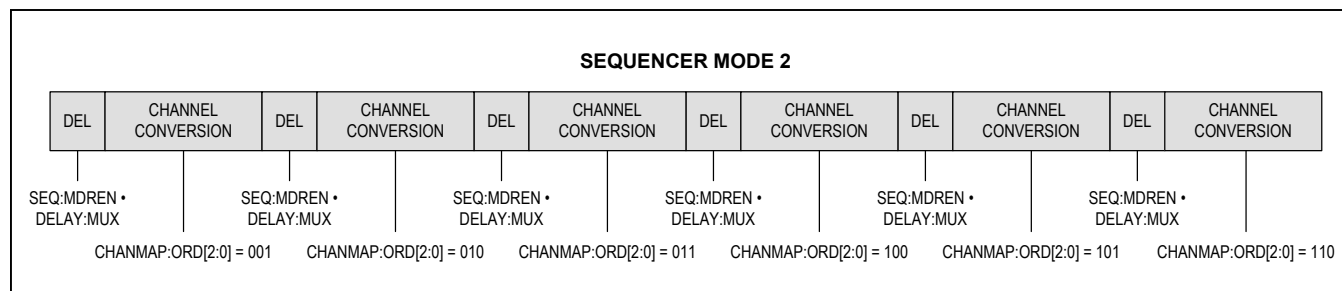 SEQUENCER MODE 2
DEL
CHANNEL
CONVERSION
DEL
CHANNEL
CONVERSION
DEL
CHANNEL
CONVERSION
DEL
CHANNEL
CONVERSION
DEL
CHANNEL
CONVERSION
DEL
CHANNEL
CONVERSION
SEQ:MDREN •
DELAY:MUX
SEQ:MDREN •
DELAY:MUX
SEQ:MDREN •
DELAY:MUX
SEQ:MDREN •
DELAY:MUX
SEQ:MDREN •
DELAY:MUX
SEQ:MDREN •
DELAY:MUX
CHANMAP:ORD[2:0] = 001
CHANMAP:ORD[2:0] = 010
CHANMAP:ORD[2:0] = 011
CHANMAP:ORD[2:0] = 100
CHANMAP:ORD[2:0] = 101
CHANMAP:ORD[2:0] = 110